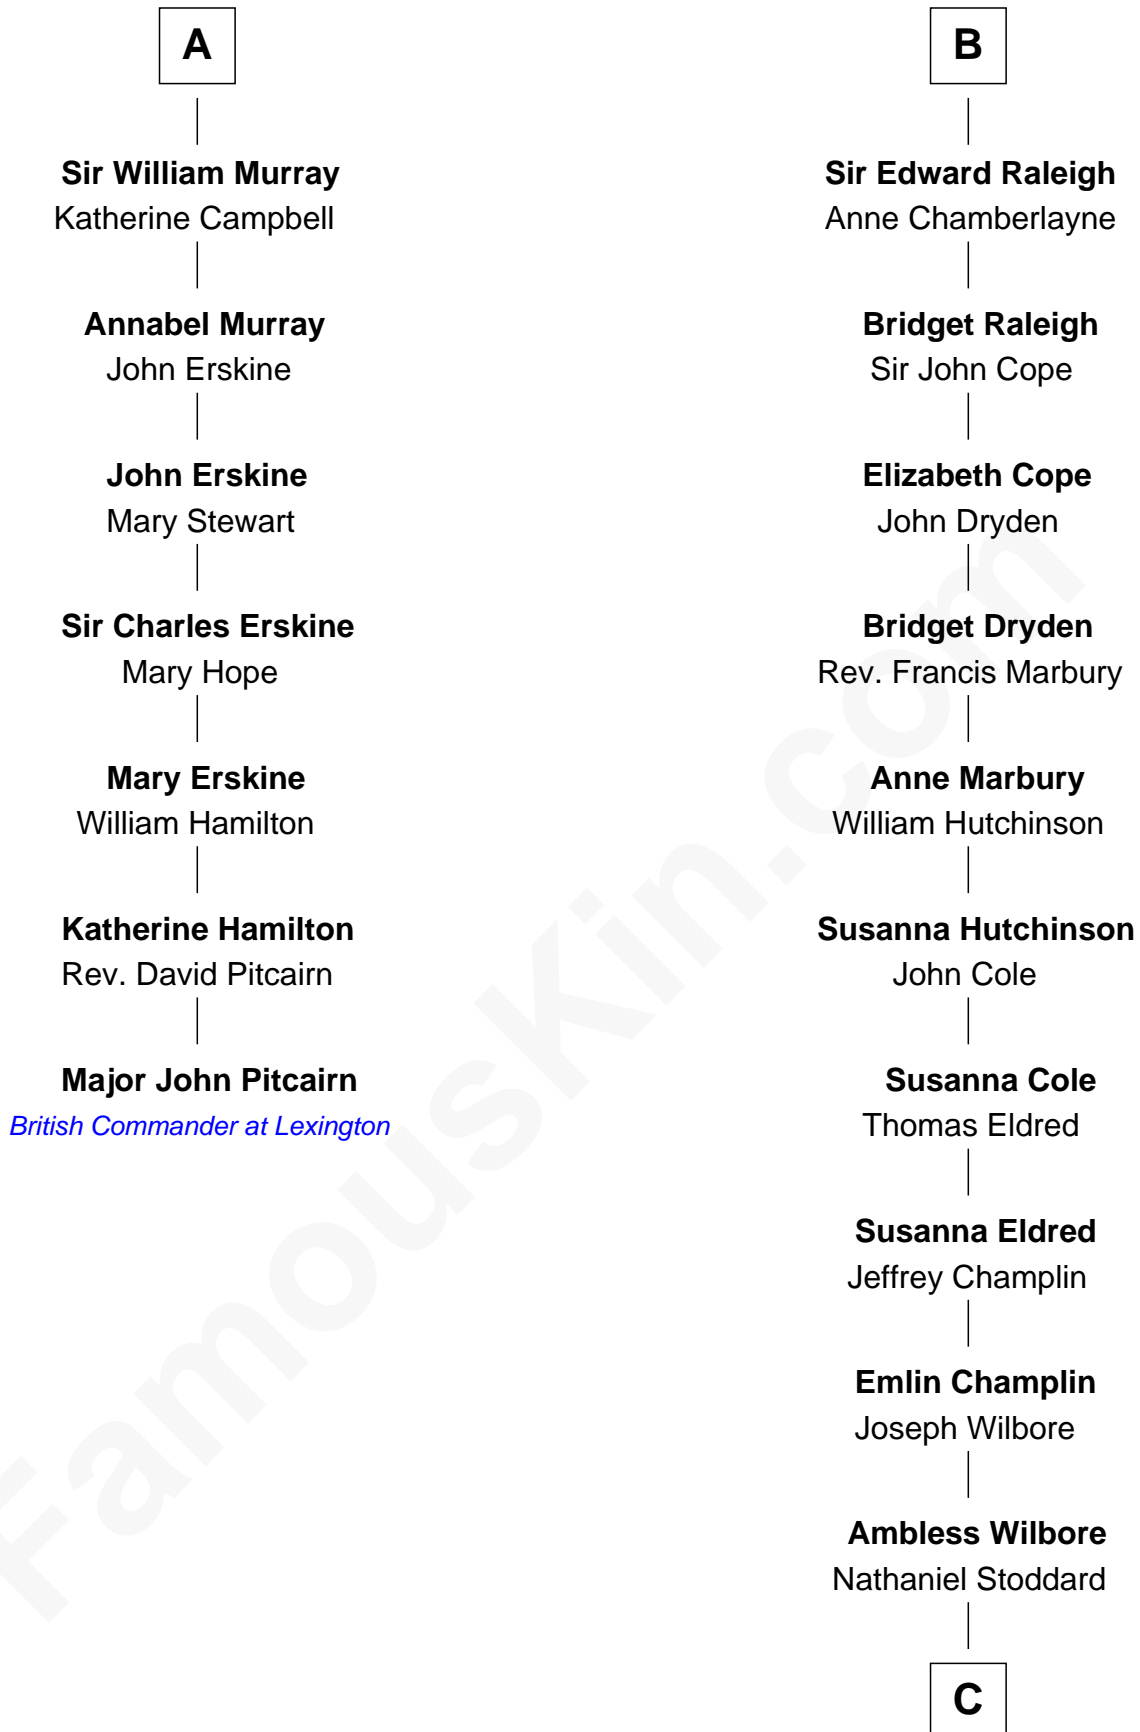 A
Sir William Murray
Katherine Campbell
Annabel Murray
John Erskine
John Erskine
Mary Stewart
Sir Charles Erskine
Mary Hope
Mary Erskine
William Hamilton
Katherine Hamilton
Rev. David Pitcairn
Major John Pitcairn
British Commander at Lexington
B
Sir Edward Raleigh
Anne Chamberlayne
Bridget Raleigh
Sir John Cope
Elizabeth Cope
John Dryden
Bridget Dryden
Rev. Francis Marbury
Anne Marbury
William Hutchinson
Susanna Hutchinson
John Cole
Susanna Cole
Thomas Eldred
Susanna Eldred
Jeffrey Champlin
Emlin Champlin
Joseph Wilbore
Ambless Wilbore
Nathaniel Stoddard
C
FamousKin.com